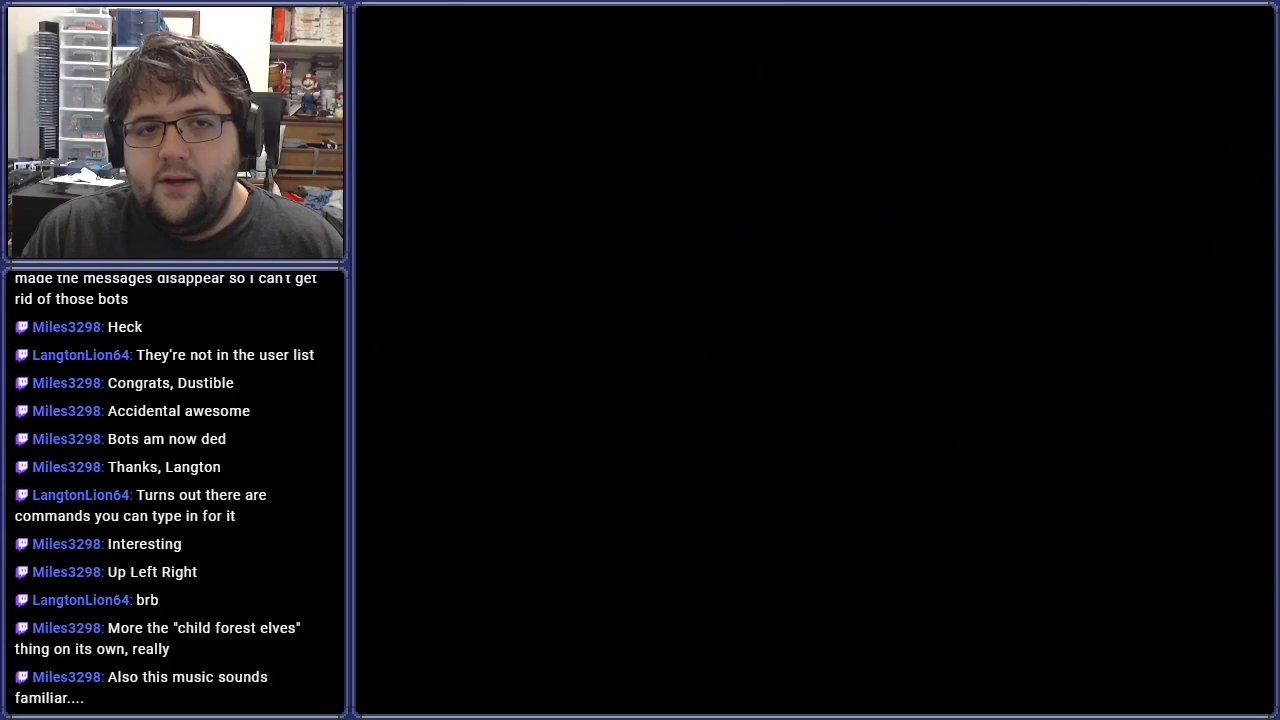 made the messages disappear so I can't get
rid of those bots
Miles3298: Heck
LangtonLion64: They're not in the user list
Miles3298: Congrats, Dustible
Miles3298: Accidental awesome
Miles3298: Bots am now ded
Miles3298: Thanks, Langton
LangtonLion64: Turns out there are
commands you can type in for it
Miles3298: Interesting
Miles3298: Up Left Right
LangtonLion64: brb
Miles3298: More the "child forest elves"
thing on its own, really
Miles3298: Also this music sounds
familiar....